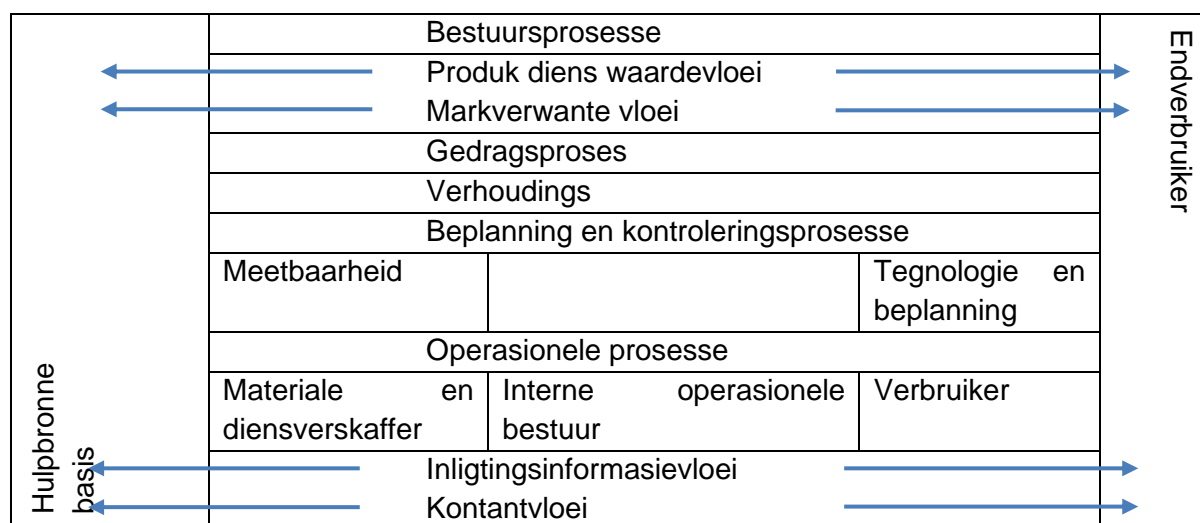 Bestuursprosesse
Produk diens waardevloei
Markverwante vloei
Gedragsproses
Verhoudings
Beplanning en kontroleringsprosesse
Meetbaarheid
Tegnologie en
beplanning
Operasionele prosesse
Materiale en
diensverskaffer
Interne operasionele
bestuur
Verbruiker
Inligtingsinformasievloei
Kontantvloei
Hulpbronne
basis
Endverbruiker